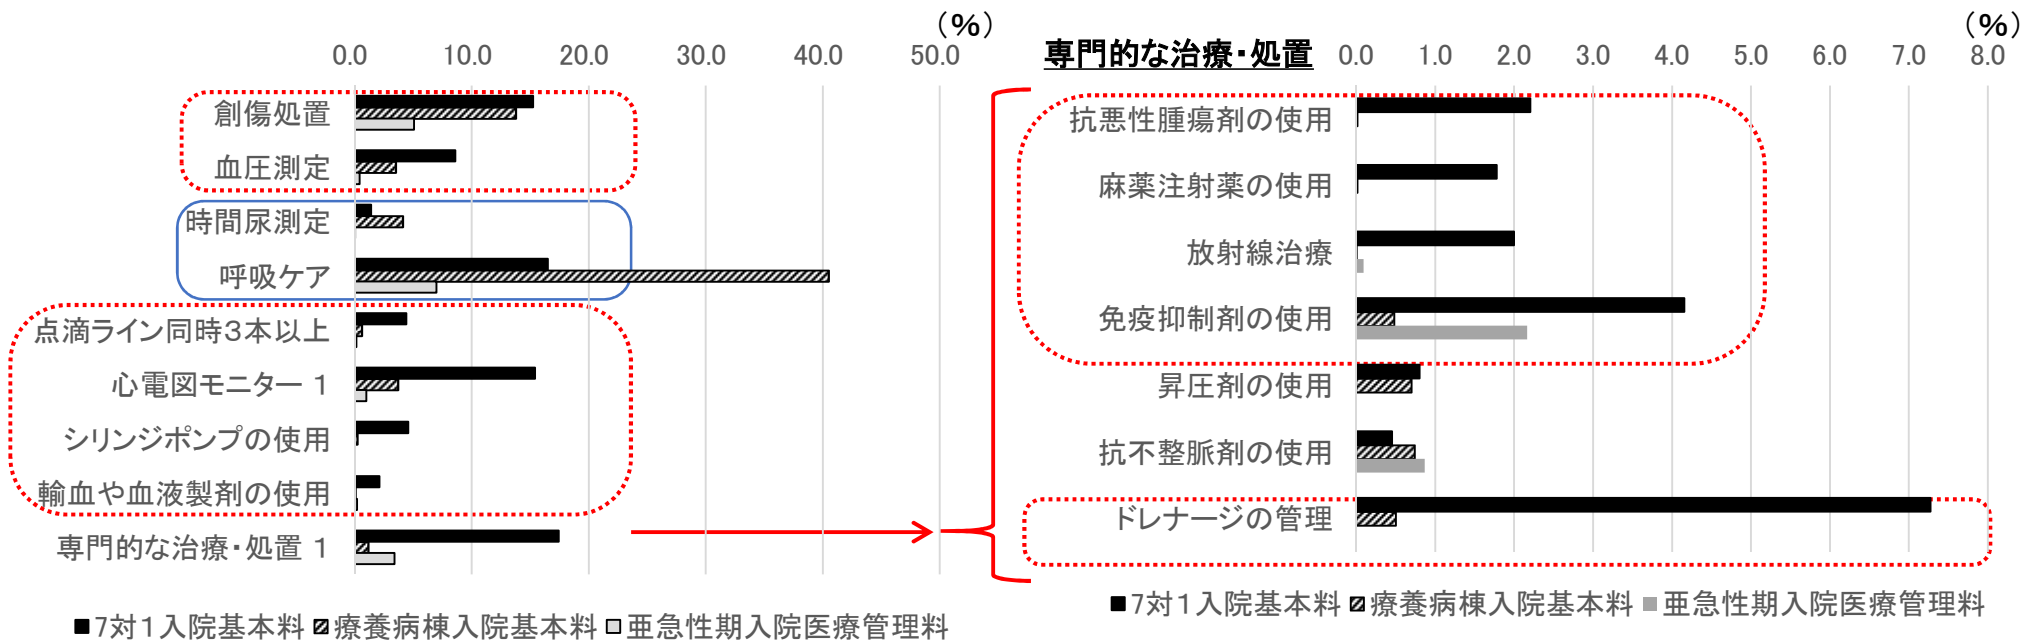 (%)
0.0 10.0 20.0 30.0 40.0 50.0
創傷処置
血圧測定
時間尿測定
呼吸ケア
点滴ライン同時3本以上
心電図モニター 1
シリンジポンプの使用
輸血や血液製剤の使用
専門的な治療・処置 1
■7対1入院基本料 療養病棟入院基本料 亜急性期入院医療管理料
(%)
専門的な治療・処置 0.0 1.0 2.0 3.0 4.0 5.0 6.0 7.0 8.0
抗悪性腫瘍剤の使用
麻薬注射薬の使用
放射線治療
免疫抑制剤の使用
昇圧剤の使用
抗不整脈剤の使用
ドレナージの管理
■7対1入院基本料 療養病棟入院基本料 ■亜急性期入院医療管理料